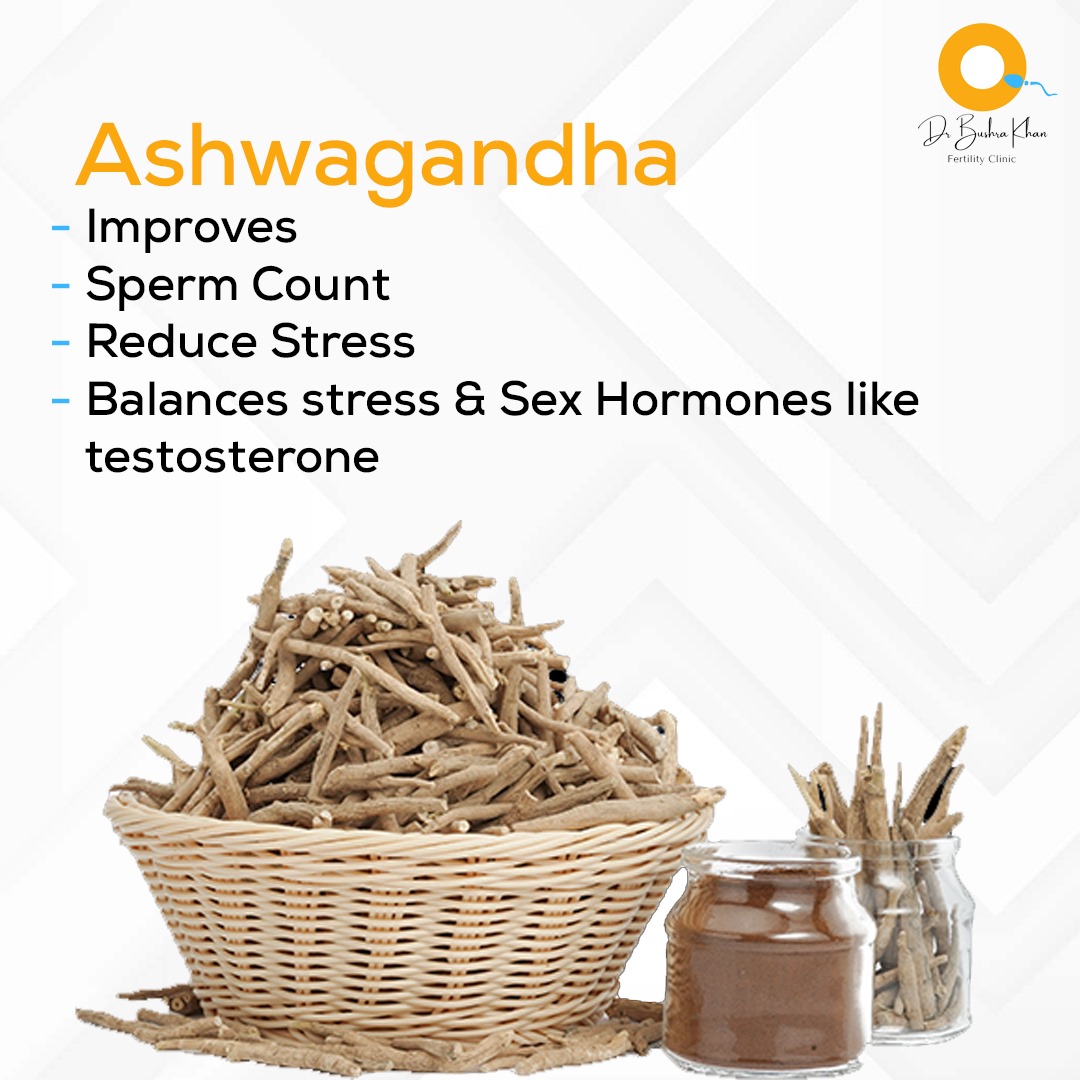 Dr Bushra Khan
Fertility Clinic
Ashwagandha
- Improves
- Sperm Count
- Reduce Stress
- Balances stress & Sex Hormones like
testosterone